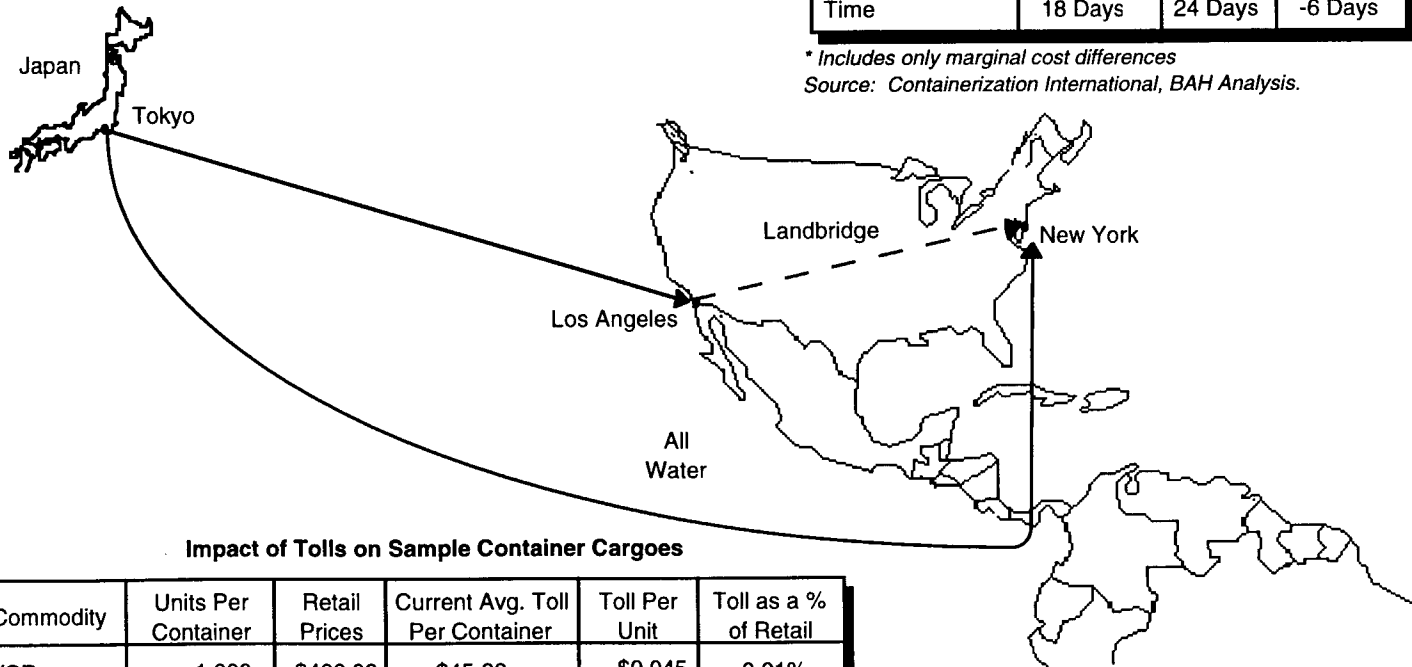 Time 18 Days 24 Days -6 Days
* Includes only marginal cost differences
Source: Containerization International, BAH Analysis.
Japan
Tokyo
Landbridge
New York
Los Angeles
All
Water
Impact of Tolls on Sample Container Cargoes
Commodity Units Per Retail Current Avg. Toll Toll Per Toll as a %
Container Prices Per Container Unit of Retail